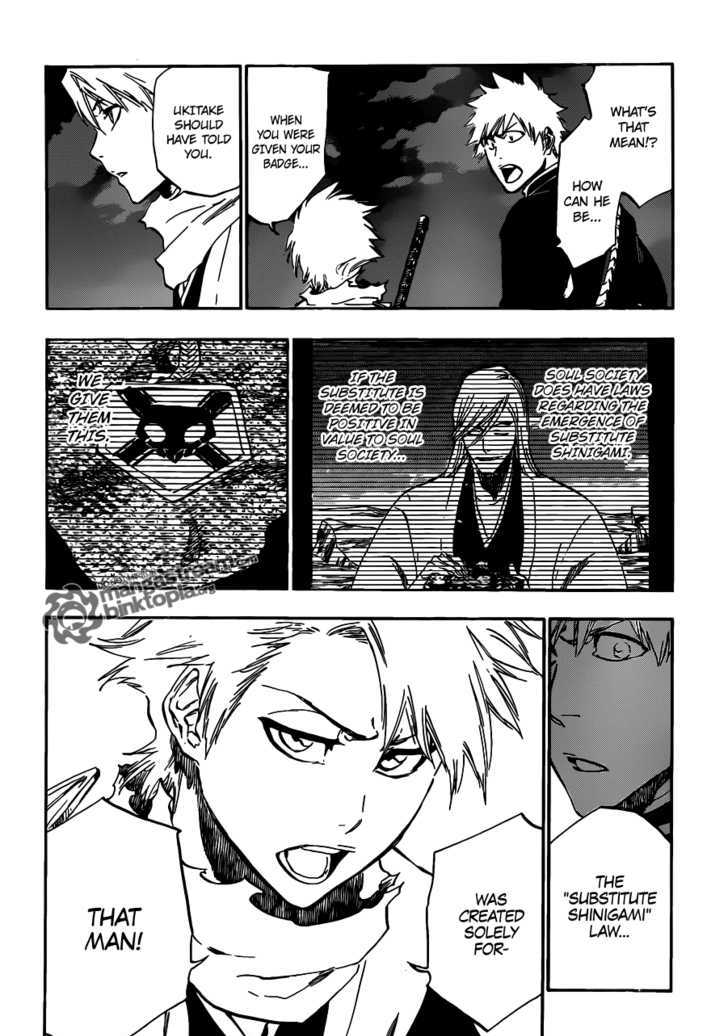 WHAT'S
THAT
MEAN!?
HOW
CAN HE
BE...
WHEN
YOU WERE
GIVEN YOUR
BADGE...
UKITAKE
SHOULD
HAVE TOLD
YOU.
SOUL SOCIETY
DOES HAVE LAWS
REGARDING THE
EMERGENCE OF
SUBSTITUTE
SHINIGAMI.
IF THE
SUBSTITUTE IS
DEEMED TO BE
POSITIVE IN
VALUE TO SOUL
SOCIETY...
WE
GIVE
THEM
THIS.
mangastream.com
binktopia.org
THE
"SUBSTITUTE
SHINIGAMI"
LAW...
WAS
CREATED
SOLELY
FOR-
THAT
MAN!